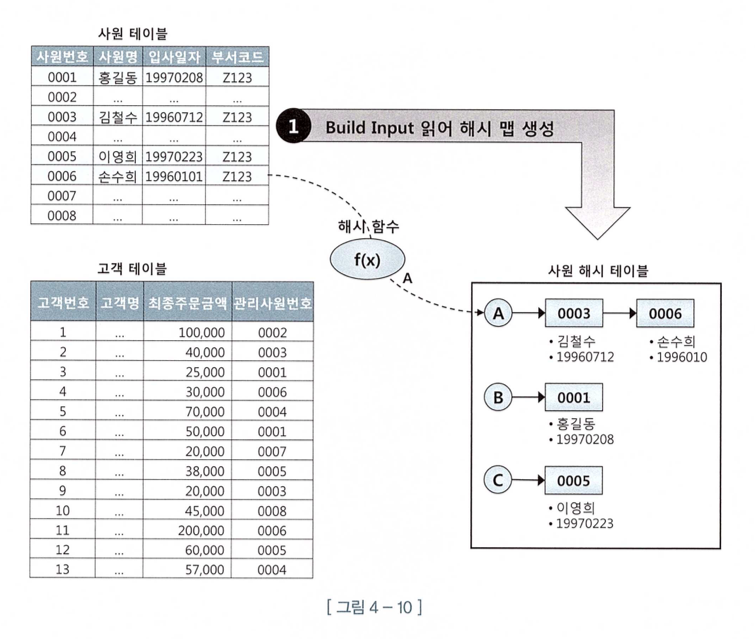 사원 테이블
사원번호 사원명 입사일자 부서코드
0001 홍길동 19970208 Z123
0002 ... ... ...
0003 김철수 19960712 Z123
0004 ... ... ...
0005 이영희 19970223 Z123
0006 손수희 19960101 Z123
0007 ... ... ...
0008 ... ... ...
1 Build Input 읽어 해시 맵 생성
해시 함수
f(x)
A
고객 테이블
고객번호 고객명 최종주문금액 관리사원번호
1 ... 100,000 0002
2 ... 40,000 0003
3 ... 25,000 0001
4 ... 30,000 0006
5 ... 70,000 0004
6 ... 50,000 0001
7 ... 20,000 0007
8 ... 38,000 0005
9 ... 20,000 0003
10 ... 45,000 0008
11 ... 200,000 0006
12 ... 60,000 0005
13 ... 57,000 0004
사원 해시 테이블
A 0003 0006
• 김철수 • 손수희
• 19960712 • 1996010
B 0001
• 홍길동
• 19970208
C 0005
• 이영희
• 19970223
[ 그림 4 – 10 ]